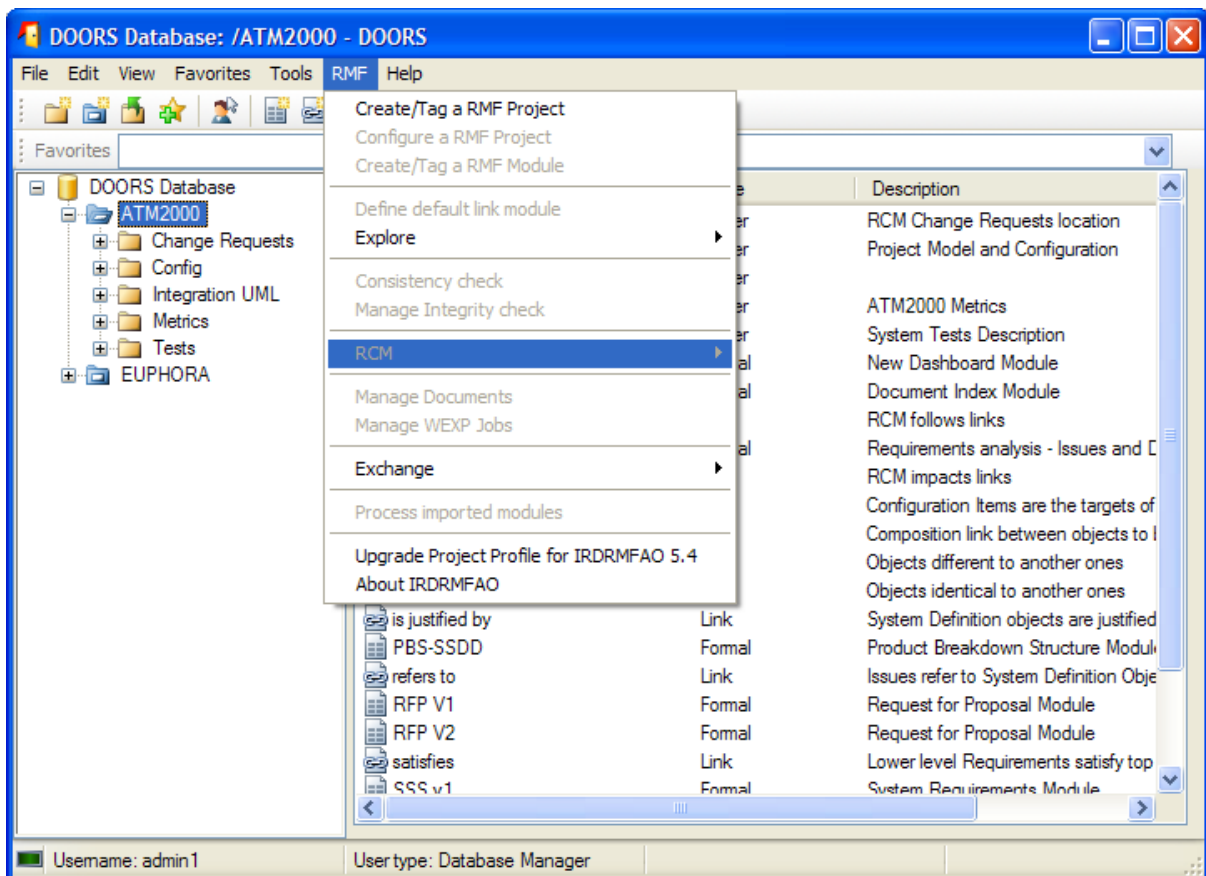 DOORS Database: /ATM2000 - DOORS
File Edit View Favorites Tools RMF Help
Create/Tag a RMF Project
Configure a RMF Project
Create/Tag a RMF Module
Define default link module
Explore
Consistency check
Manage Integrity check
RCM
Manage Documents
Manage WEXP Jobs
Exchange
Process imported modules
Upgrade Project Profile for IRDRMFAO 5.4
About IRDRMFAO
Favorites
DOORS Database
ATM2000
Change Requests
Config
Integration UML
Metrics
Tests
EUPHORA
Description
RCM Change Requests location
Project Model and Configuration
ATM2000 Metrics
System Tests Description
New Dashboard Module
Document Index Module
RCM follows links
Requirements analysis - Issues and
RCM impacts links
Configuration Items are the targets of
Composition link between objects to
Objects different to another ones
Objects identical to another ones
is justified by Link System Definition objects are justified
PBS-SSDD Formal Product Breakdown Structure Modul
refers to Link Issues refer to System Definition Obje
RFP V1 Formal Request for Proposal Module
RFP V2 Formal Request for Proposal Module
satisfies Link Lower level Requirements satisfy top
SSS v1 Formal System Requirements Module
Username: admin1 User type: Database Manager